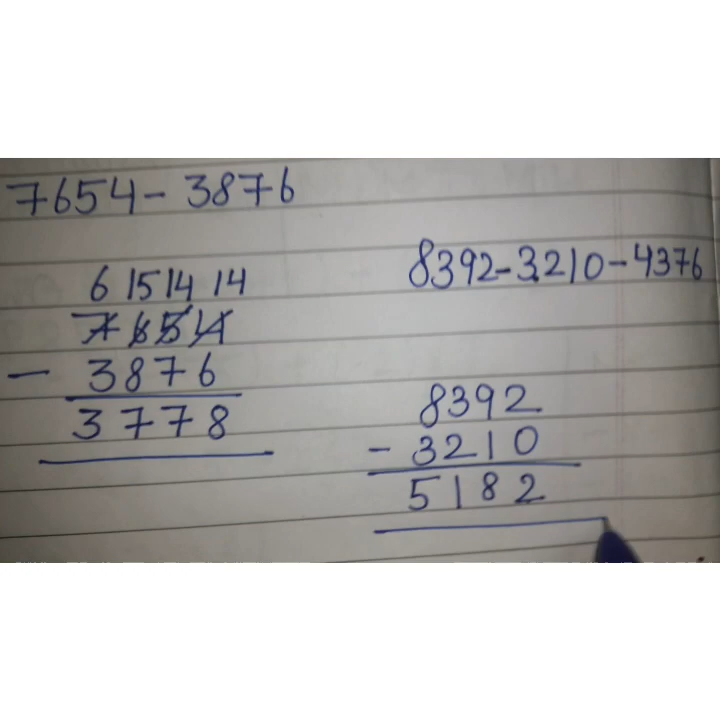 7654 - 3876
6 15 14 14
7654
- 3876
3778
8392 - 3210 - 4376
8392
- 3210
5182